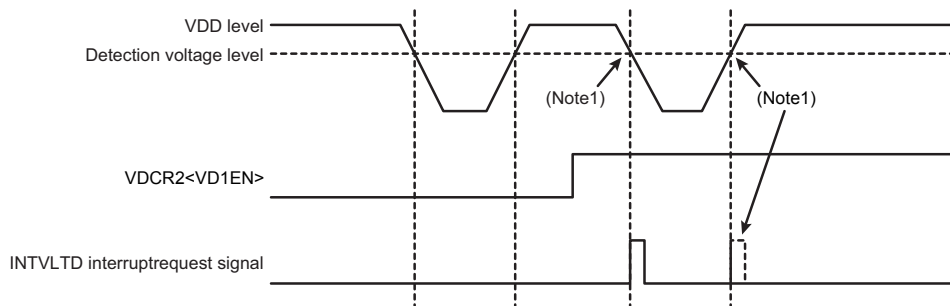 VDD level
Detection voltage level
(Note1)
(Note1)
VDCR2<VD1EN>
INTVLTD interruptrequest signal